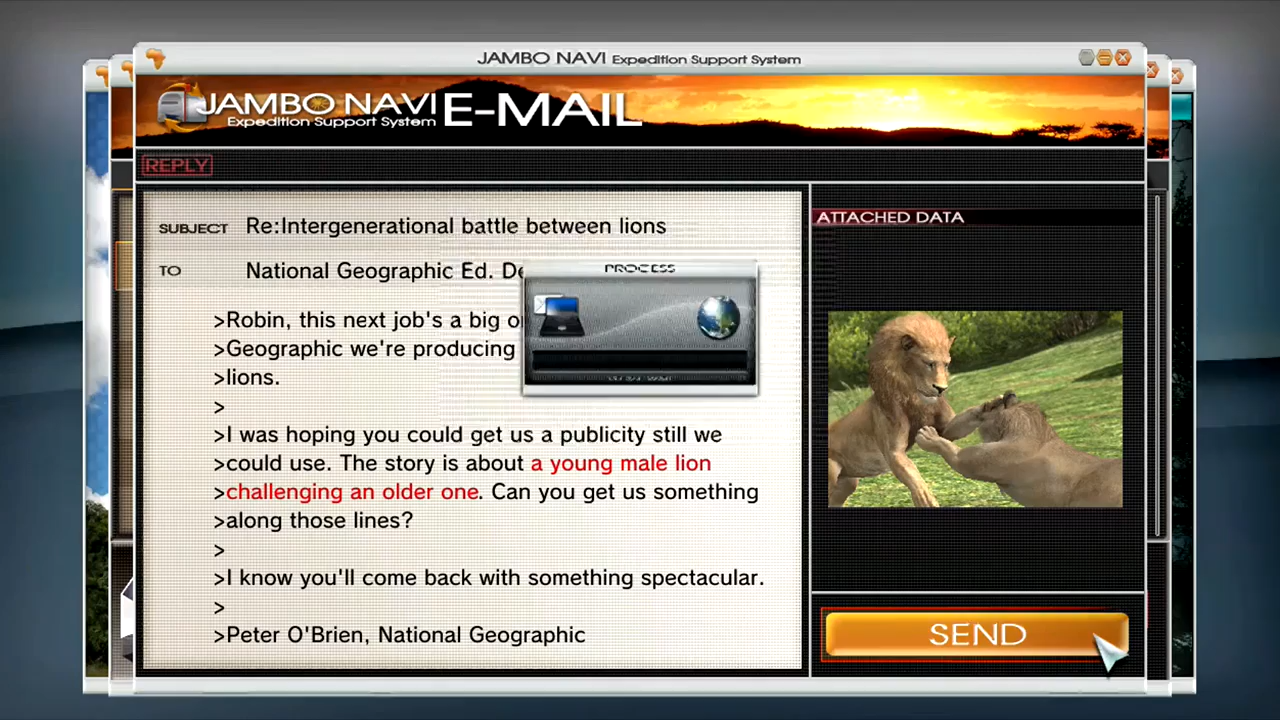 JAMBO NAVI Expedition Support System
JAMBO NAVI E-MAIL
Expedition Support System
REPLY
SUBJECT Re:Intergenerational battle between lions
TO National Geographic Ed.
PROCESS
>Robin, this next job's a big
>Geographic we're producing
>lions.
>
>I was hoping you could get us a publicity still we
>could use. The story is about a young male lion
>challenging an older one. Can you get us something
>along those lines?
>
>I know you'll come back with something spectacular.
>
>Peter O'Brien, National Geographic
ATTACHED DATA
SEND